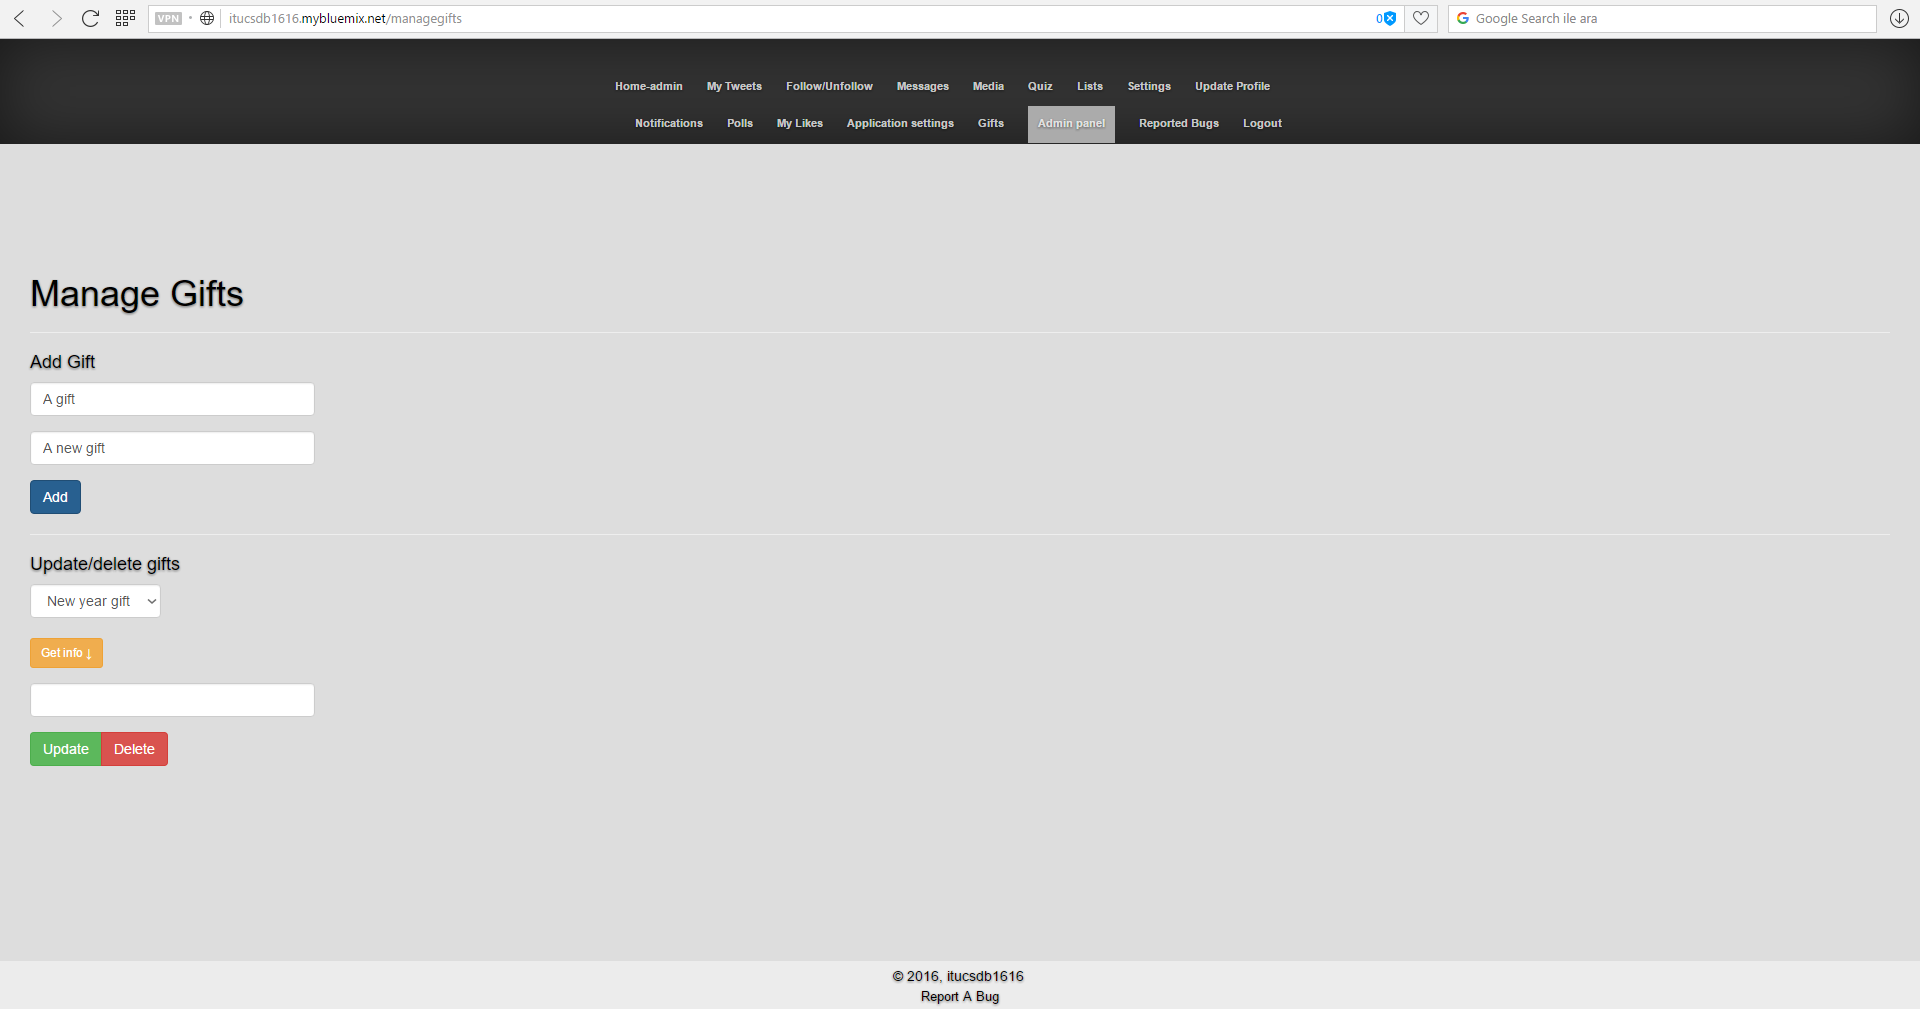 VPN itucsdb1616.mybluemix.net/managegifts 0 Google Search ile ara
Home-admin My Tweets Follow/Unfollow Messages Media Quiz Lists Settings Update Profile
Notifications Polls My Likes Application settings Gifts Admin panel Reported Bugs Logout
Manage Gifts
Add Gift
A gift
A new gift
Add
Update/delete gifts
New year gift
Get info ↓
Update Delete
© 2016, itucsdb1616
Report A Bug